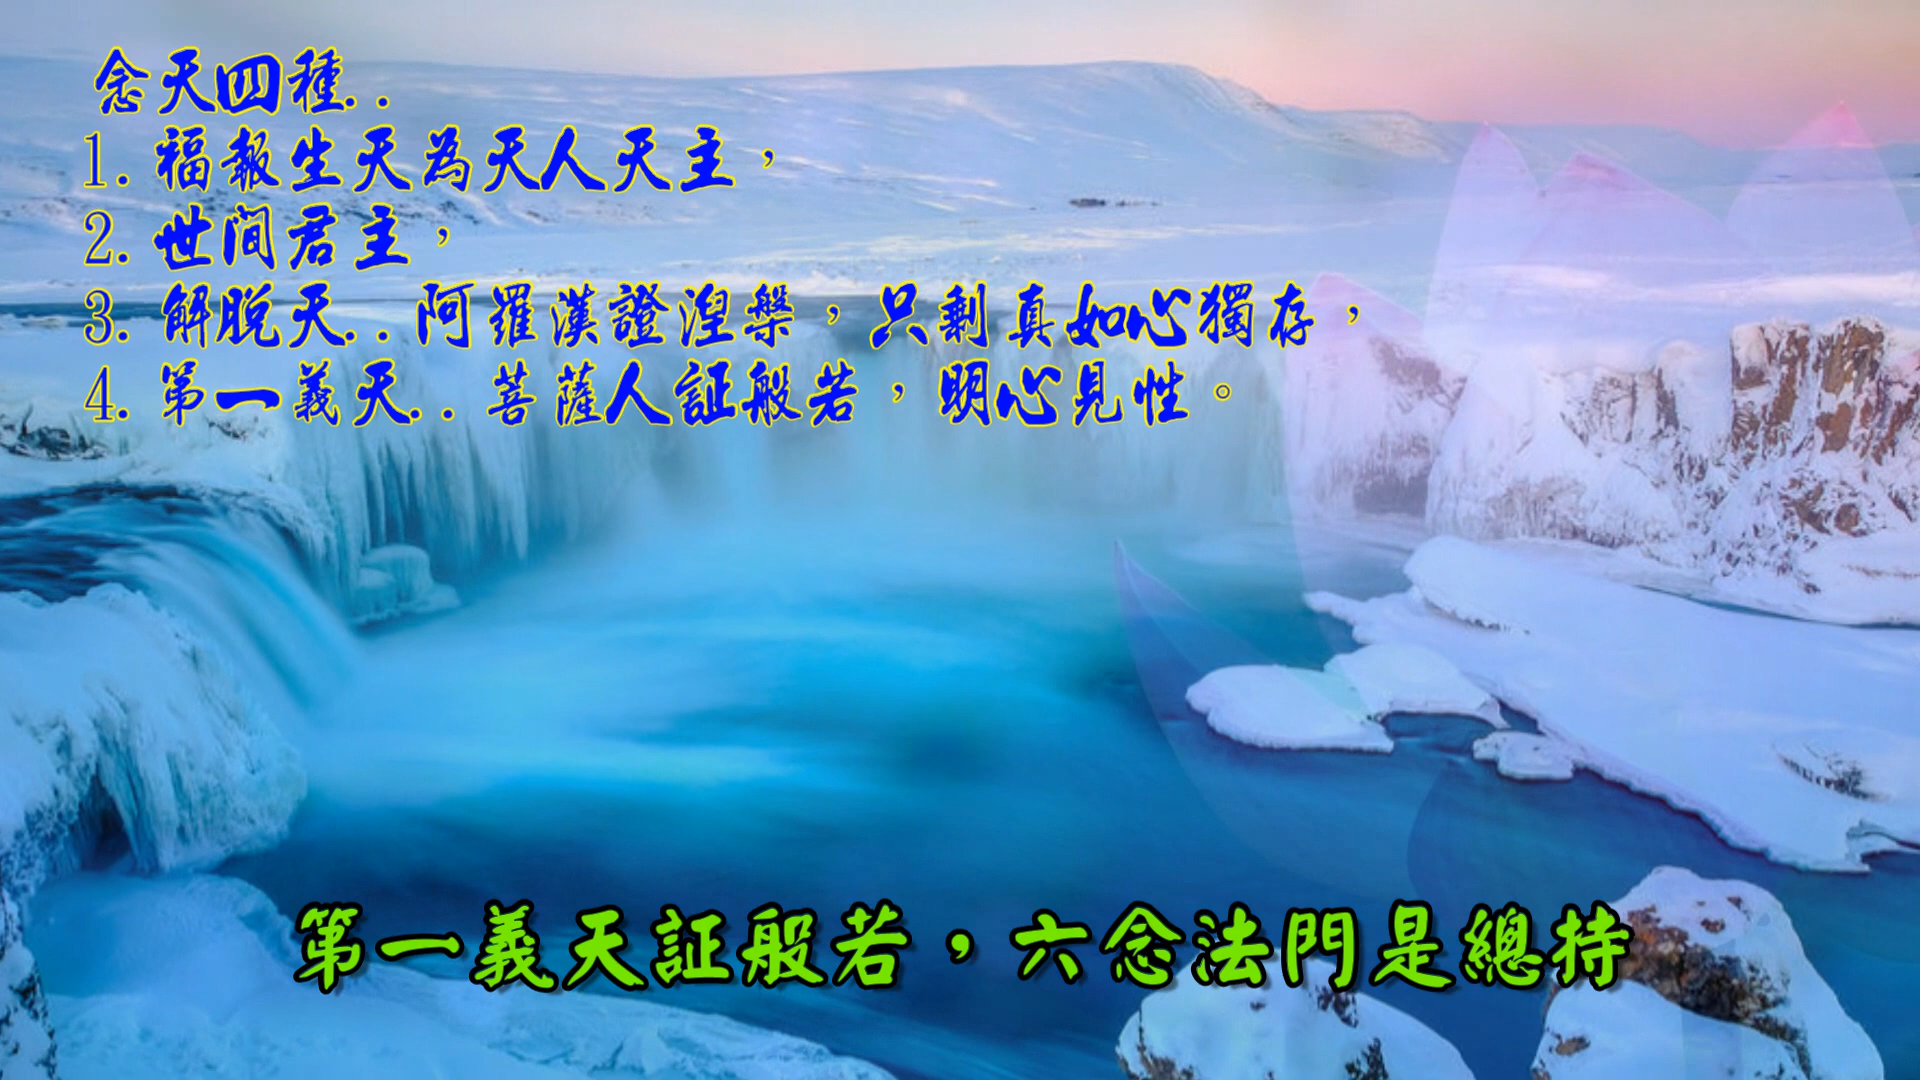 念天四種..
1.福報生天為天人天主，
2.世間君主，
3.解脫天..阿羅漢證涅槃，只剩真如心獨存，
4.第一義天..菩薩人証般若，明心見性。
第一義天証般若，六念法門是總持